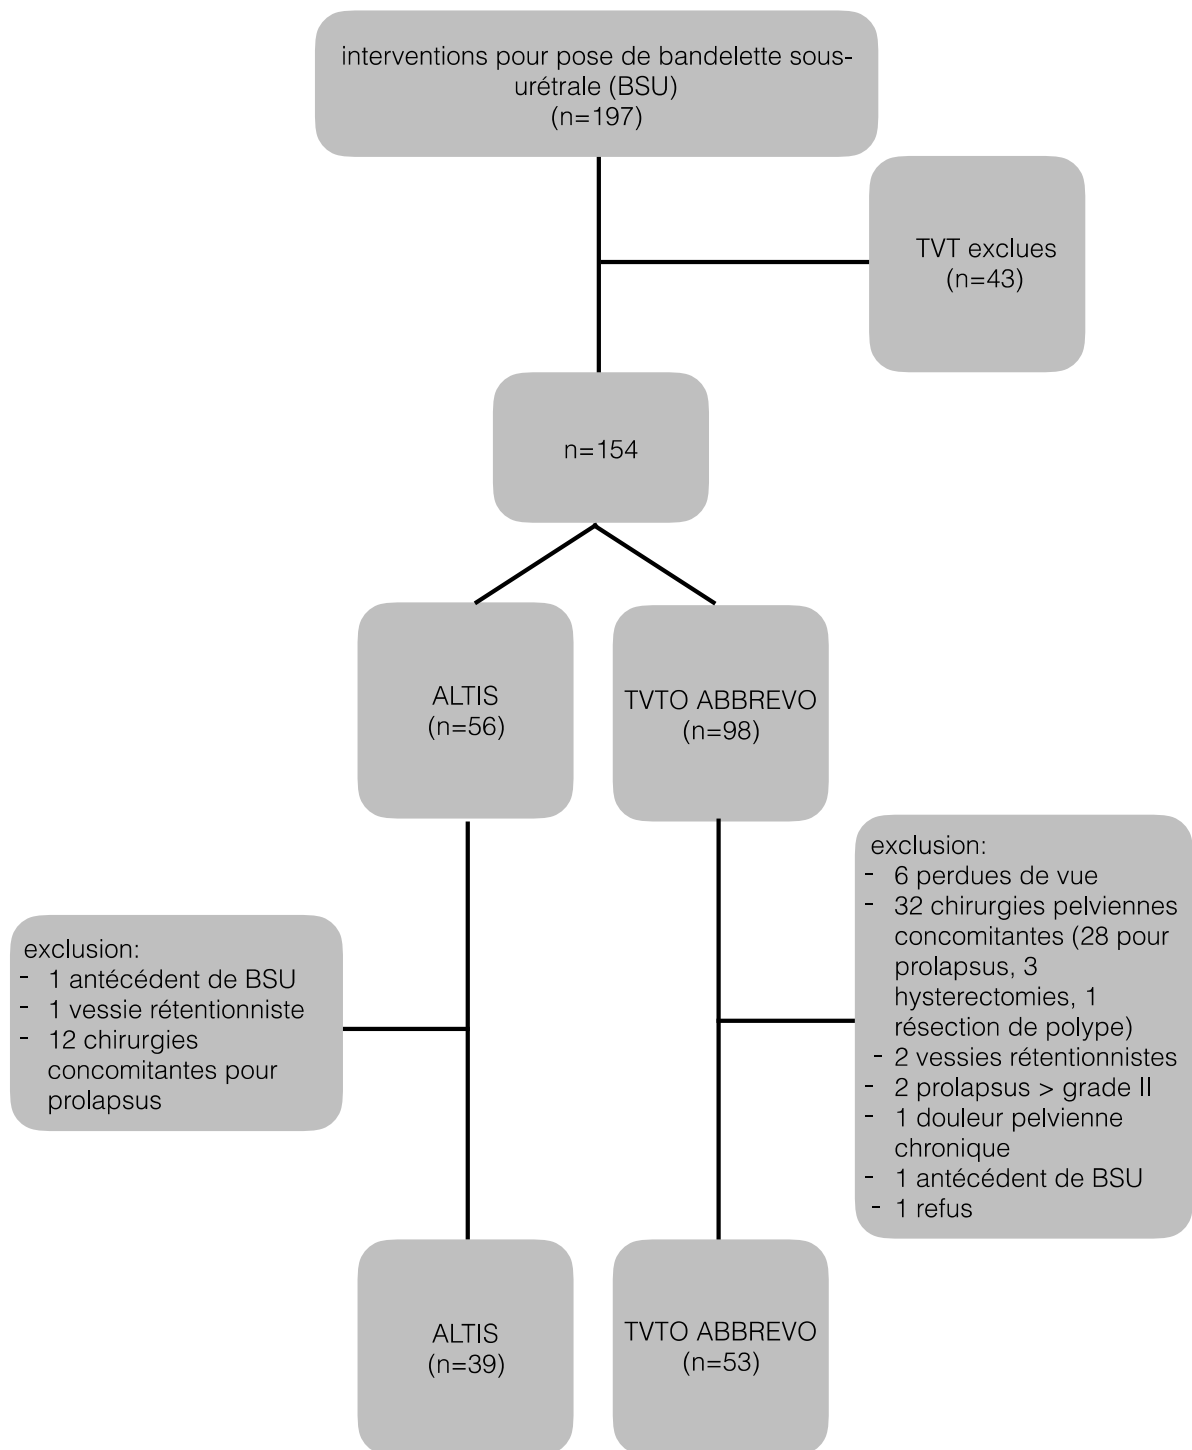 interventions pour pose de bandelette sous-
urétrale (BSU)
(n=197)
TVT exclues
(n=43)
n=154
ALTIS
(n=56)
TVTO ABBREVO
(n=98)
exclusion:
- 1 antécédent de BSU
- 1 vessie rétentionniste
- 12 chirurgies
concomitantes pour
prolapsus
exclusion:
- 6 perdues de vue
- 32 chirurgies pelviennes
concomitantes (28 pour
prolapsus, 3
hysterectomies, 1
résection de polype)
- 2 vessies rétentionnistes
- 2 prolapsus > grade II
- 1 douleur pelvienne
chronique
- 1 antécédent de BSU
- 1 refus
ALTIS
(n=39)
TVTO ABBREVO
(n=53)